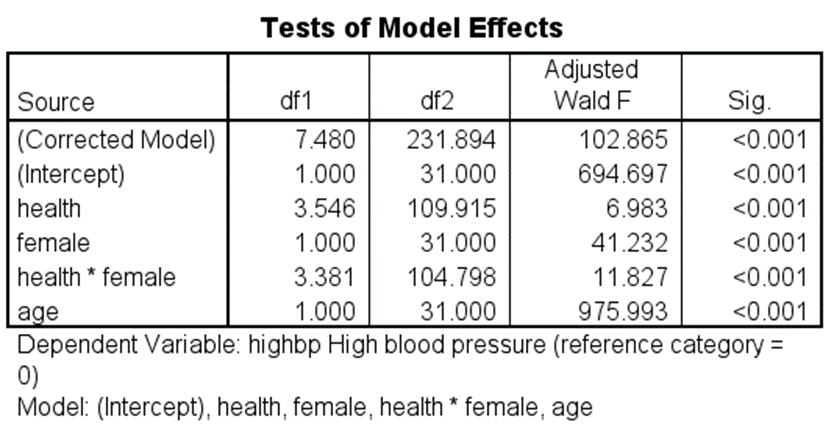 Tests of Model Effects
Source df1 df2 Adjusted Wald F Sig.
(Corrected Model) 7.480 231.894 102.865 <0.001
(Intercept) 1.000 31.000 694.697 <0.001
health 3.546 109.915 6.983 <0.001
female 1.000 31.000 41.232 <0.001
health * female 3.381 104.798 11.827 <0.001
age 1.000 31.000 975.993 <0.001
Dependent Variable: highbp High blood pressure (reference category =
0)
Model: (Intercept), health, female, health * female, age